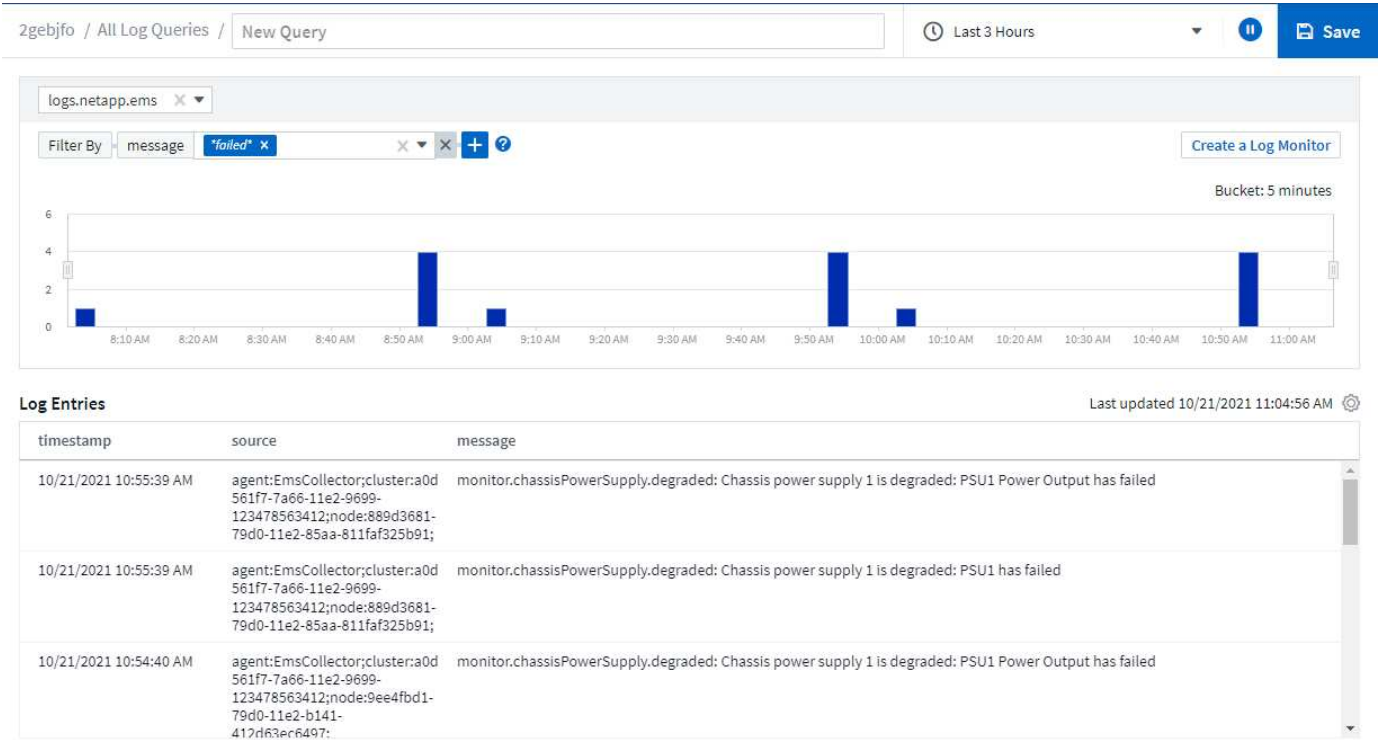 2gebjfo / All Log Queries / New Query
Last 3 Hours
Save
logs.netapp.ems
Filter By message *failed*
Create a Log Monitor
Bucket: 5 minutes
6
4
2
0
8:10 AM 8:20 AM 8:30 AM 8:40 AM 8:50 AM 9:00 AM 9:10 AM 9:20 AM 9:30 AM 9:40 AM 9:50 AM 10:00 AM 10:10 AM 10:20 AM 10:30 AM 10:40 AM 10:50 AM 11:00 AM
Log Entries
Last updated 10/21/2021 11:04:56 AM
timestamp source message
10/21/2021 10:55:39 AM agent:EmsCollector;cluster:a0d monitor.chassisPowerSupply.degraded: Chassis power supply 1 is degraded: PSU1 Power Output has failed
561f7-7a66-11e2-9699-
123478563412;node:889d3681-
79d0-11e2-85aa-811faf325b91;
10/21/2021 10:55:39 AM agent:EmsCollector;cluster:a0d monitor.chassisPowerSupply.degraded: Chassis power supply 1 is degraded: PSU1 has failed
561f7-7a66-11e2-9699-
123478563412;node:889d3681-
79d0-11e2-85aa-811faf325b91;
10/21/2021 10:54:40 AM agent:EmsCollector;cluster:a0d monitor.chassisPowerSupply.degraded: Chassis power supply 1 is degraded: PSU1 Power Output has failed
561f7-7a66-11e2-9699-
123478563412;node:9ee4fbd1-
79d0-11e2-b141-
412d63ec6497;